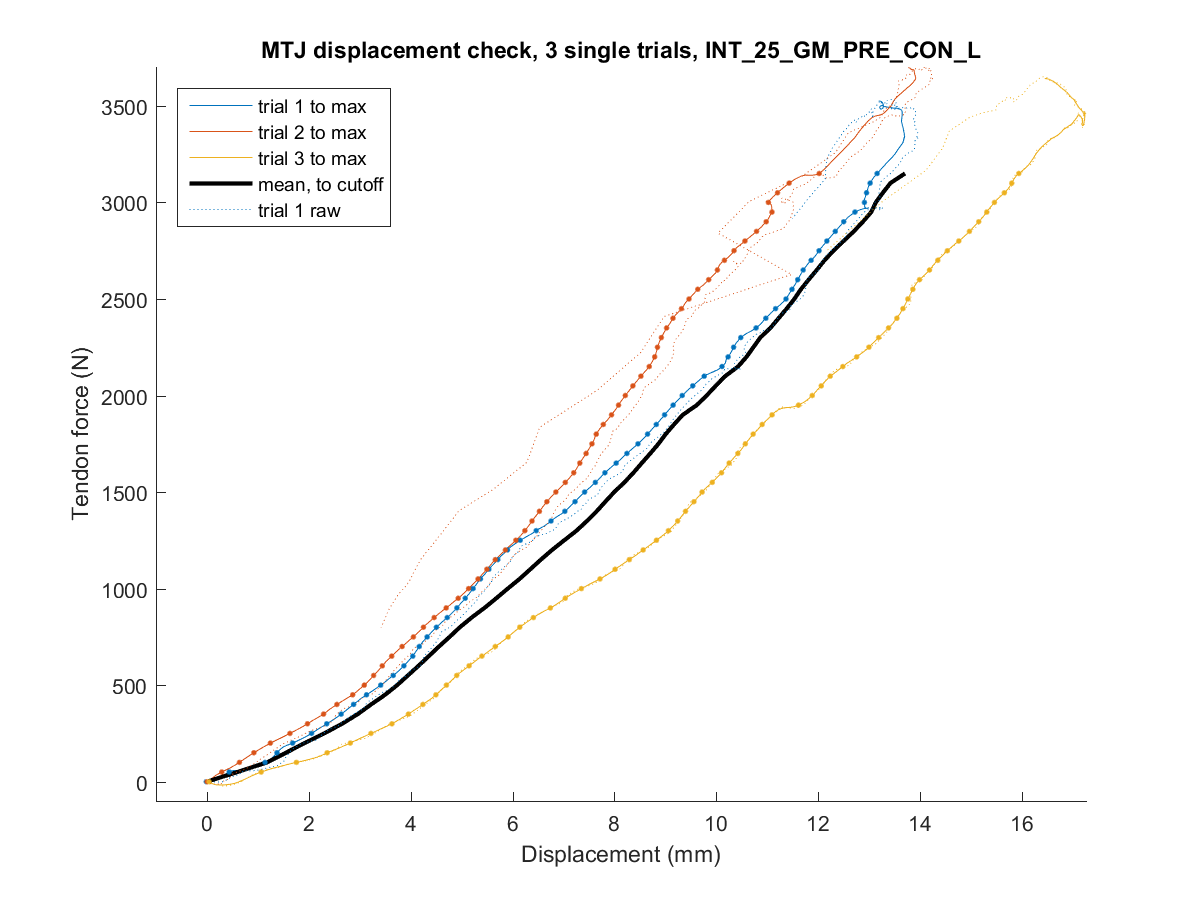 MTJ displacement check, 3 single trials, INT_25_GM_PRE_CON_L
trial 1 to max
trial 2 to max
trial 3 to max
mean, to cutoff
trial 1 raw
3500
3000
2500
2000
1500
1000
500
0
Tendon force (N)
0 2 4 6 8 10 12 14 16
Displacement (mm)